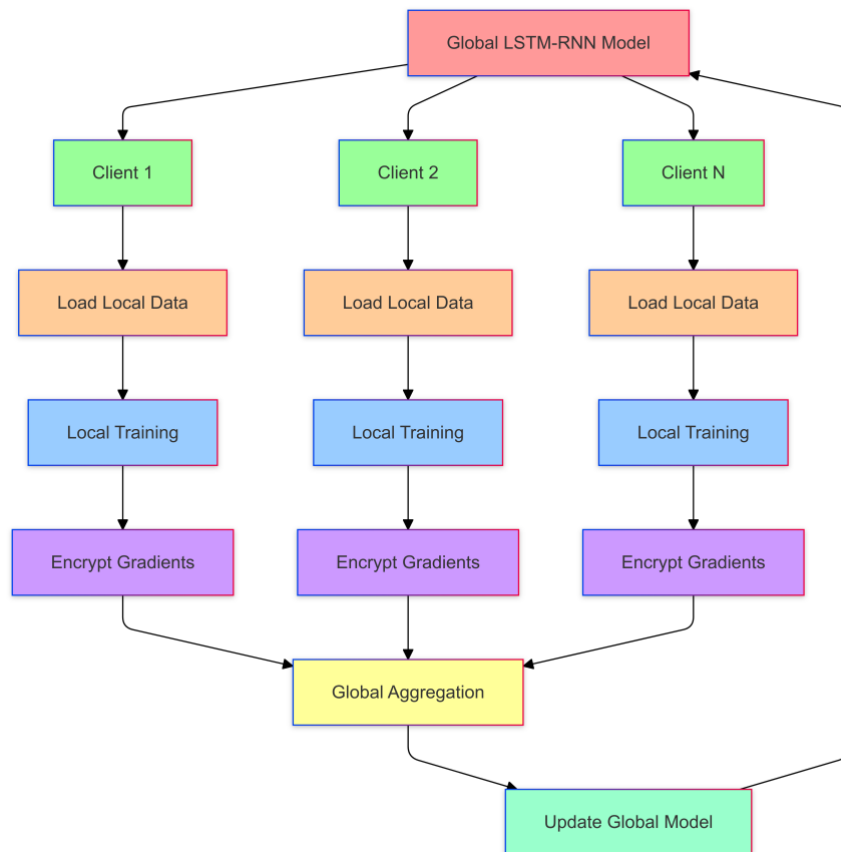 Global LSTM-RNN Model
Client 1
Client 2
Client N
Load Local Data
Load Local Data
Load Local Data
Local Training
Local Training
Local Training
Encrypt Gradients
Encrypt Gradients
Encrypt Gradients
Global Aggregation
Update Global Model